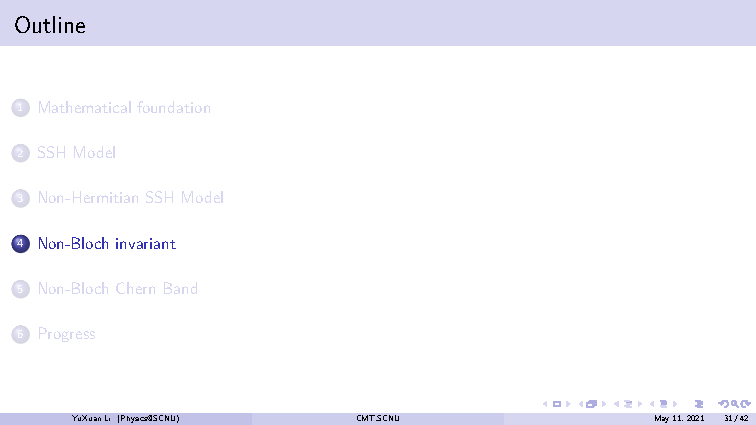 Outline
1 Mathematical foundation
2 SSH Model
3 Non-Hermitian SSH Model
4 Non-Bloch invariant
5 Non-Bloch Chern Band
6 Progress
YuXuan Li (Physics@SCNU) CMT,SCNU May 11, 2021 31 / 42